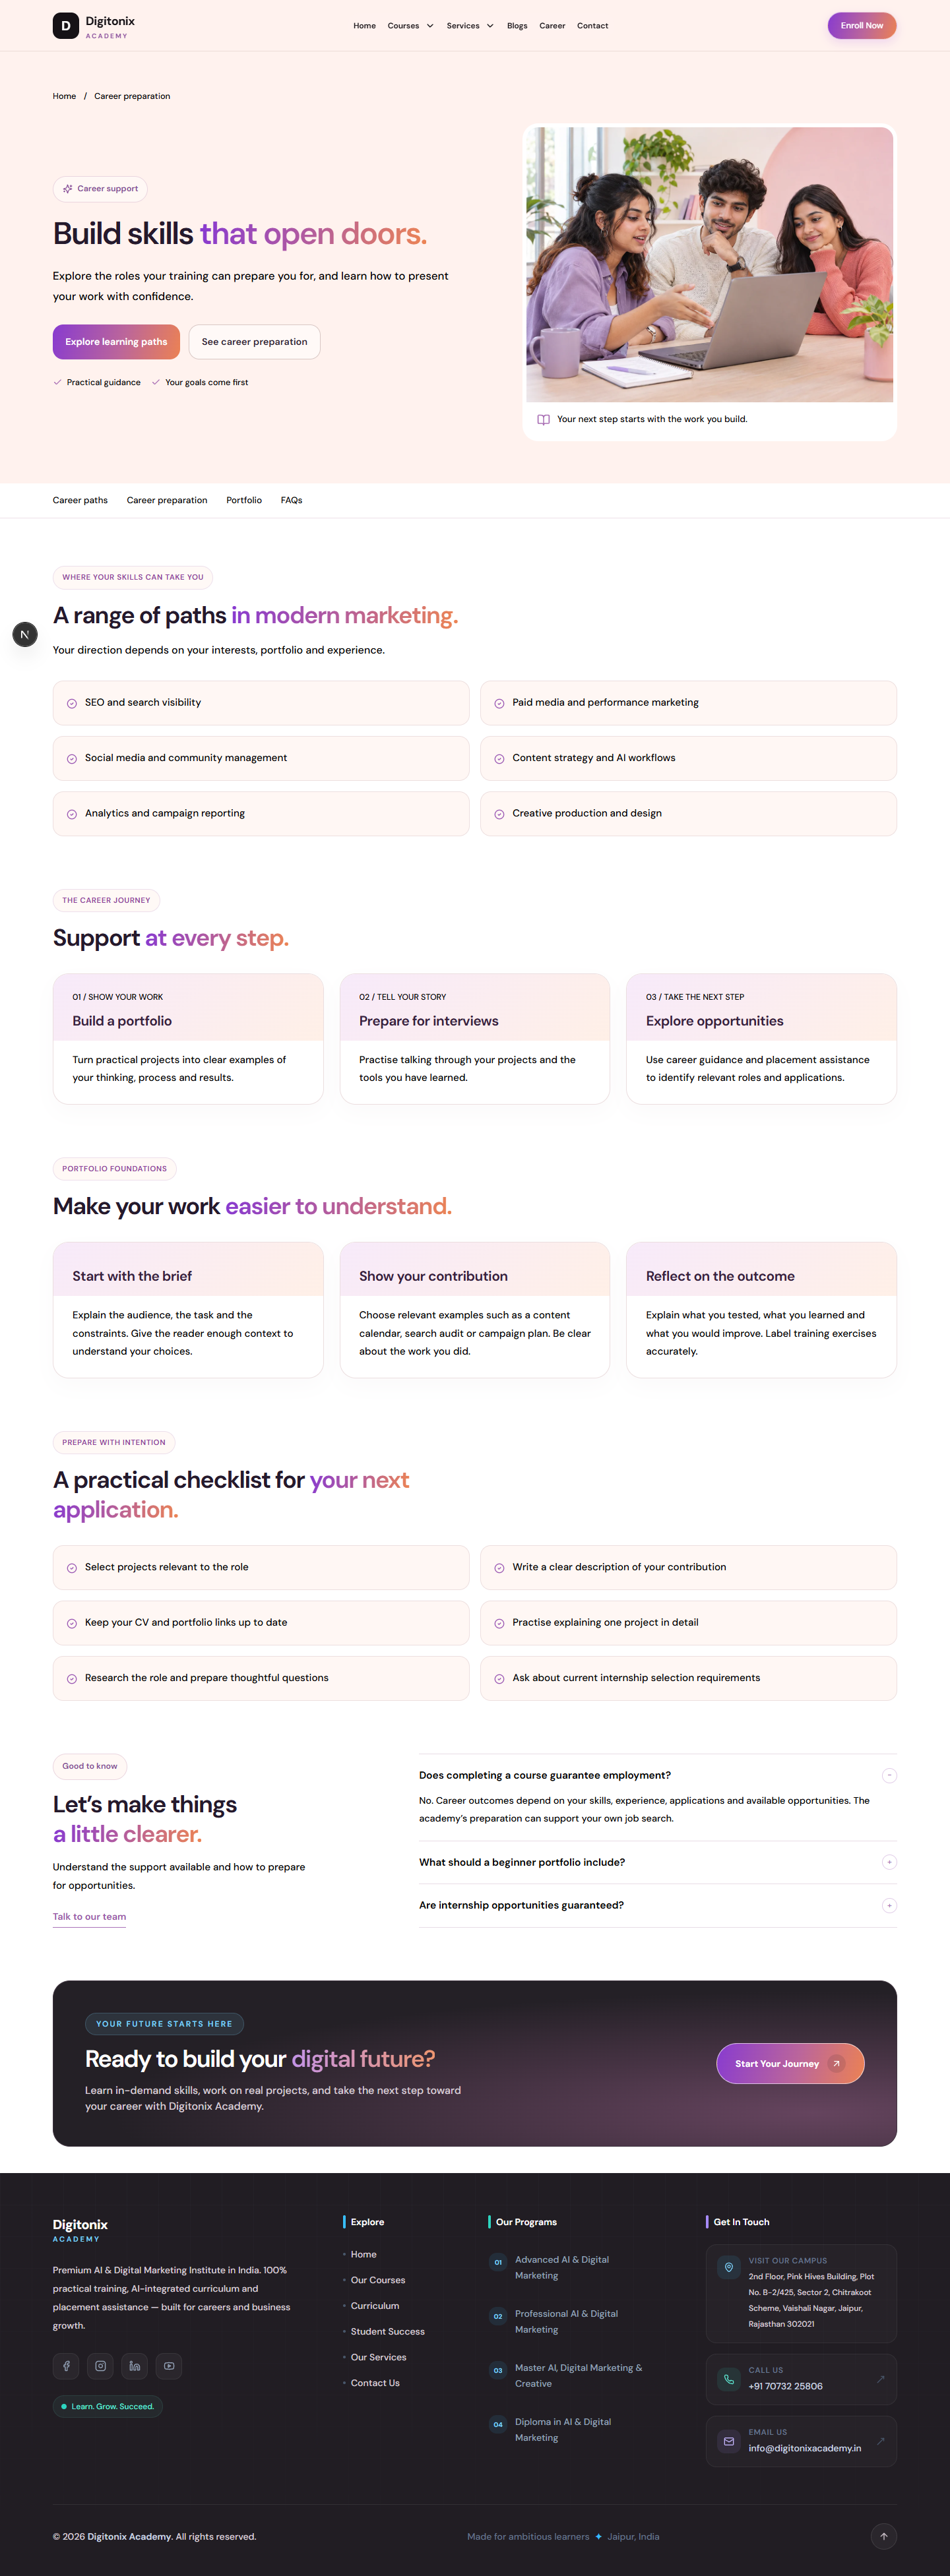 D
Digitonix
ACADEMY
Home
Courses
Services
Blogs
Career
Contact
Enroll Now
Home / Career preparation
Career support
Build skills that open doors.
Explore the roles your training can prepare you for, and learn how to present
your work with confidence.
Explore learning paths
See career preparation
Practical guidance
Your goals come first
Your next step starts with the work you build.
Career paths
Career preparation
Portfolio
FAQs
WHERE YOUR SKILLS CAN TAKE YOU
A range of paths in modern marketing.
N
Your direction depends on your interests, portfolio and experience.
SEO and search visibility
Paid media and performance marketing
Social media and community management
Content strategy and AI workflows
Analytics and campaign reporting
Creative production and design
THE CAREER JOURNEY
Support at every step.
01 / SHOW YOUR WORK
Build a portfolio
Turn practical projects into clear examples of
your thinking, process and results.
02 / TELL YOUR STORY
Prepare for interviews
Practise talking through your projects and the
tools you have learned.
03 / TAKE THE NEXT STEP
Explore opportunities
Use career guidance and placement assistance
to identify relevant roles and applications.
PORTFOLIO FOUNDATIONS
Make your work easier to understand.
Start with the brief
Explain the audience, the task and the
constraints. Give the reader enough context to
understand your choices.
Show your contribution
Choose relevant examples such as a content
calendar, search audit or campaign plan. Be clear
about the work you did.
Reflect on the outcome
Explain what you tested, what you learned and
what you would improve. Label training exercises
accurately.
PREPARE WITH INTENTION
A practical checklist for your next
application.
Select projects relevant to the role
Write a clear description of your contribution
Keep your CV and portfolio links up to date
Practise explaining one project in detail
Research the role and prepare thoughtful questions
Ask about current internship selection requirements
Good to know
Let's make things
a little clearer.
Understand the support available and how to prepare
for opportunities.
Talk to our team
Does completing a course guarantee employment?
No. Career outcomes depend on your skills, experience, applications and available opportunities. The
academy's preparation can support your own job search.
What should a beginner portfolio include?
Are internship opportunities guaranteed?
YOUR FUTURE STARTS HERE
Ready to build your digital future?
Learn in-demand skills, work on real projects, and take the next step toward
your career with Digitonix Academy.
Start Your Journey
Digitonix
ACADEMY
Premium AI & Digital Marketing Institute in India. 100%
practical training, AI-integrated curriculum and
placement assistance — built for careers and business
growth.
Learn. Grow. Succeed.
Explore
Home
Our Courses
Curriculum
Student Success
Our Services
Contact Us
Our Programs
01 Advanced AI & Digital
Marketing
02 Professional AI & Digital
Marketing
03 Master AI, Digital Marketing &
Creative
04 Diploma in AI & Digital
Marketing
Get In Touch
VISIT OUR CAMPUS
2nd Floor, Pink Hives Building, Plot
No. B-2/425, Sector 2, Chitrakoot
Scheme, Vaishali Nagar, Jaipur,
Rajasthan 302021
CALL US
+91 70732 25806
EMAIL US
info@digitonixacademy.in
© 2026 Digitonix Academy. All rights reserved.
Made for ambitious learners ✦ Jaipur, India